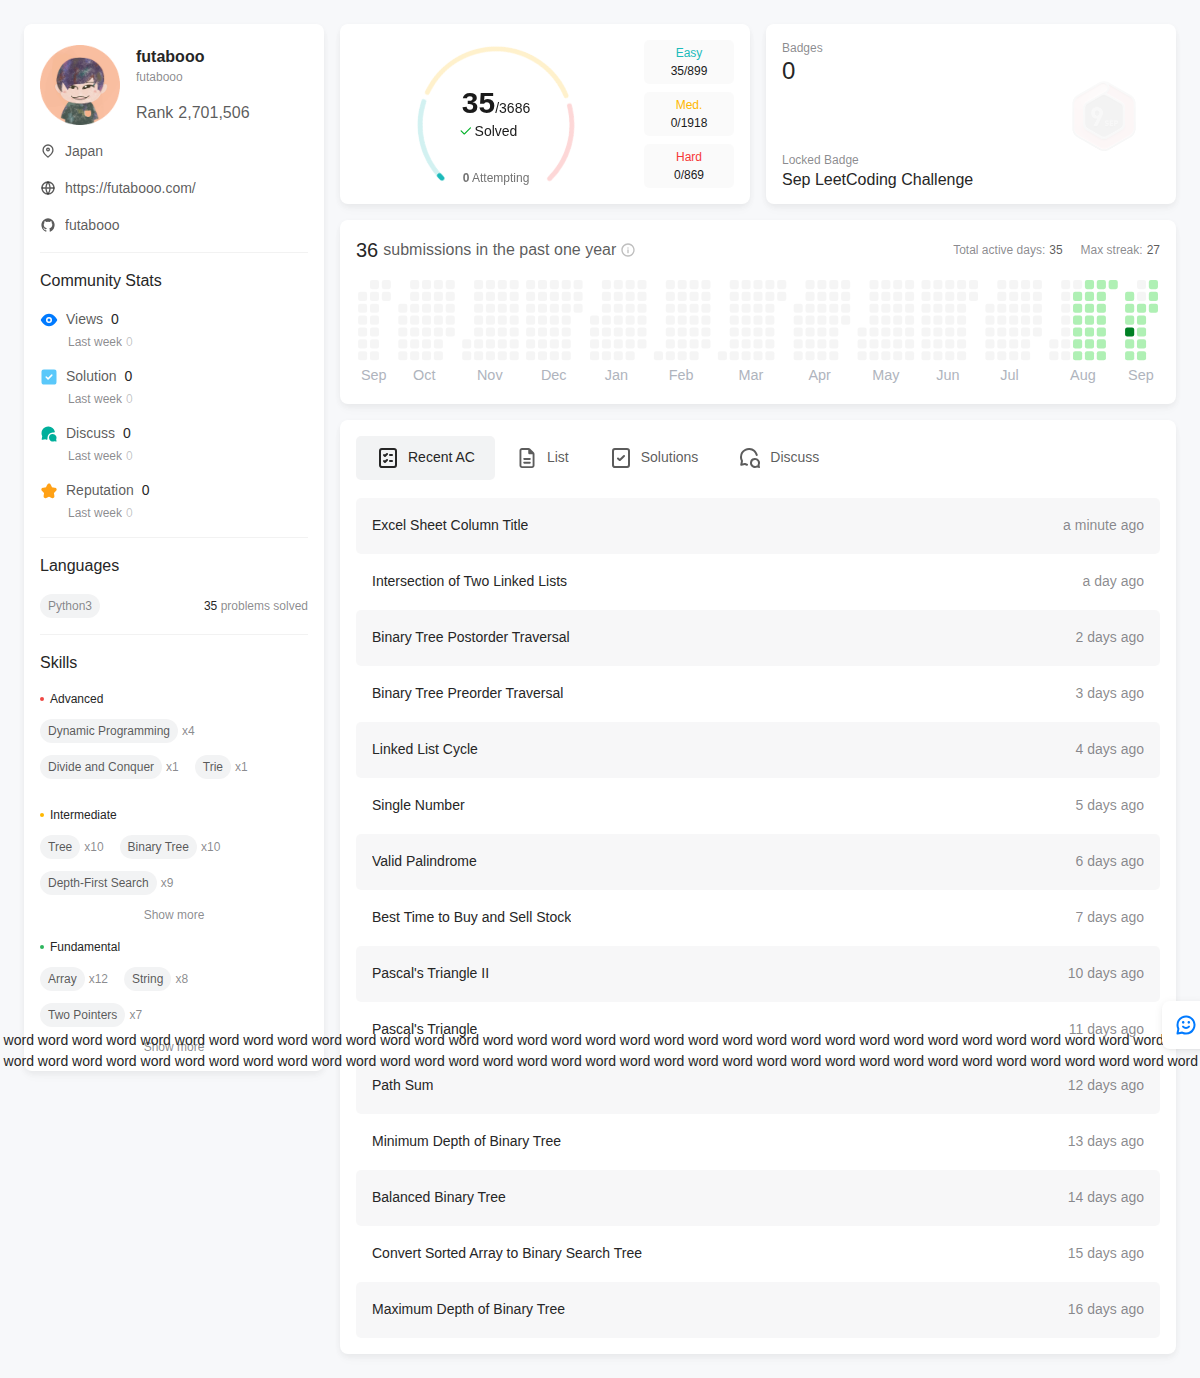 futabooo
futabooo
Rank 2,701,506
Japan
https://futabooo.com/
futabooo
Community Stats
Views 0
Last week 0
Solution 0
Last week 0
Discuss 0
Last week 0
Reputation 0
Last week 0
Languages
Python3 35 problems solved
Skills
Advanced
Dynamic Programming x4
Divide and Conquer x1 Trie x1
Intermediate
Tree x10 Binary Tree x10
Depth-First Search x9
Show more
Fundamental
Array x12 String x8
Two Pointers x7
Show more
35/3686
Solved
0 Attempting
Easy
35/899
Med.
0/1918
Hard
0/869
Badges
0
Locked Badge
Sep LeetCoding Challenge
36 submissions in the past one year
Total active days: 35 Max streak: 27
Sep Oct Nov Dec Jan Feb Mar Apr May Jun Jul Aug Sep
Recent AC List Solutions Discuss
Excel Sheet Column Title a minute ago
Intersection of Two Linked Lists a day ago
Binary Tree Postorder Traversal 2 days ago
Binary Tree Preorder Traversal 3 days ago
Linked List Cycle 4 days ago
Single Number 5 days ago
Valid Palindrome 6 days ago
Best Time to Buy and Sell Stock 7 days ago
Pascal's Triangle II 10 days ago
Pascal's Triangle 11 days ago
word word word word word word word word word word word word word word word word word word word word word word word word word word word word word word word word word word
word word word word word word word word word word word word word word word word word word word word word word word word word word word word word word word word word word word
Path Sum 12 days ago
Minimum Depth of Binary Tree 13 days ago
Balanced Binary Tree 14 days ago
Convert Sorted Array to Binary Search Tree 15 days ago
Maximum Depth of Binary Tree 16 days ago